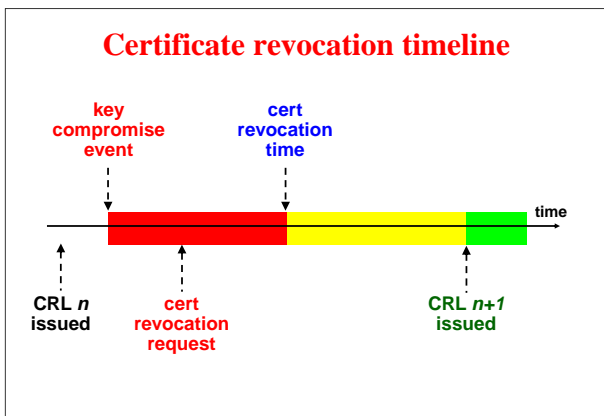 Certificate revocation timeline
key
compromise
event
cert
revocation
time
time
CRL n
issued
cert
revocation
request
CRL n+1
issued